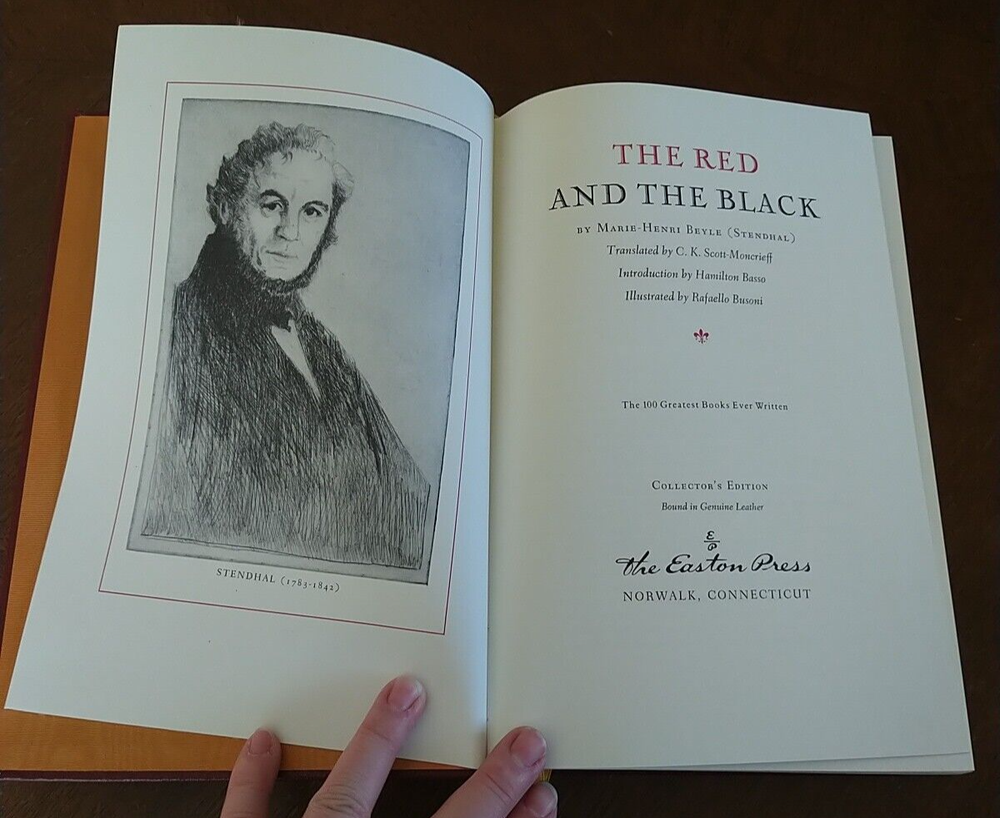 STENDHAL (1783-1842)
THE RED
AND THE BLACK
BY MARIE-HENRI BEYLE (STENDHAL)
Translated by C. K. Scott-Moncrieff
Introduction by Hamilton Basso
Illustrated by Rafaello Busoni
The 100 Greatest Books Ever Written
COLLECTOR'S EDITION
Bound in Genuine Leather
E
P
the Easton Press
NORWALK, CONNECTICUT